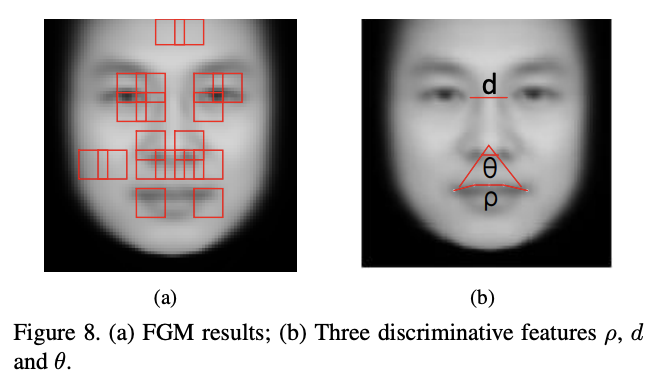 d
θ
ρ
(a)
(b)
Figure 8. (a) FGM results; (b) Three discriminative features ρ, d
and θ.